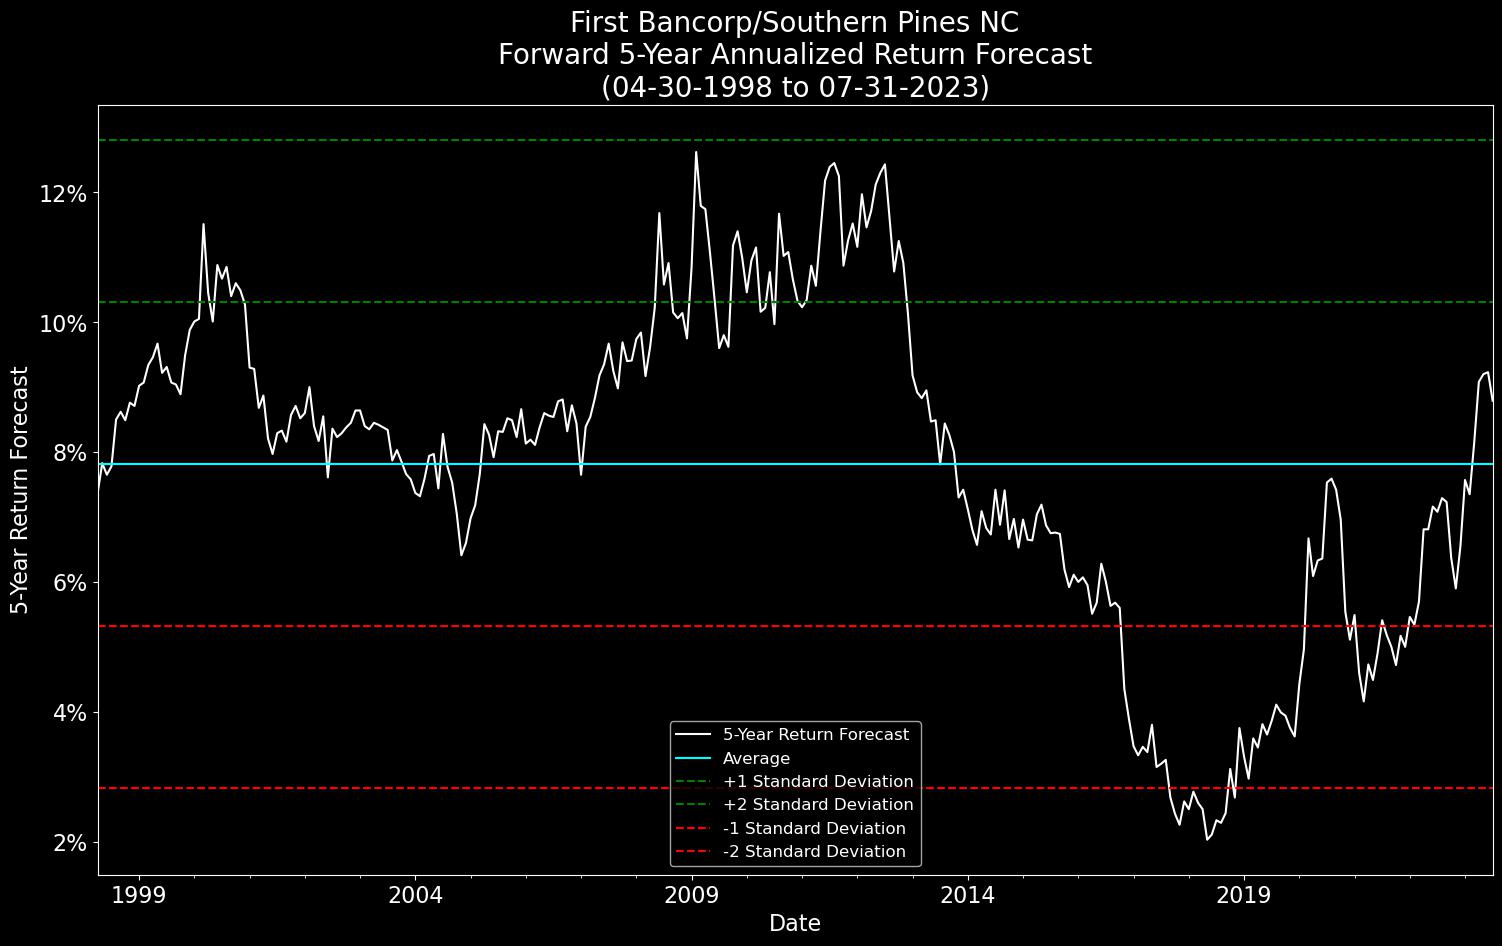 First Bancorp/Southern Pines NC
Forward 5-Year Annualized Return Forecast
(04-30-1998 to 07-31-2023)
5-Year Return Forecast
12%
10%
8%
6%
4%
2%
5-Year Return Forecast
Average
+1 Standard Deviation
+2 Standard Deviation
-1 Standard Deviation
-2 Standard Deviation
1999
2004
2009
2014
2019
Date